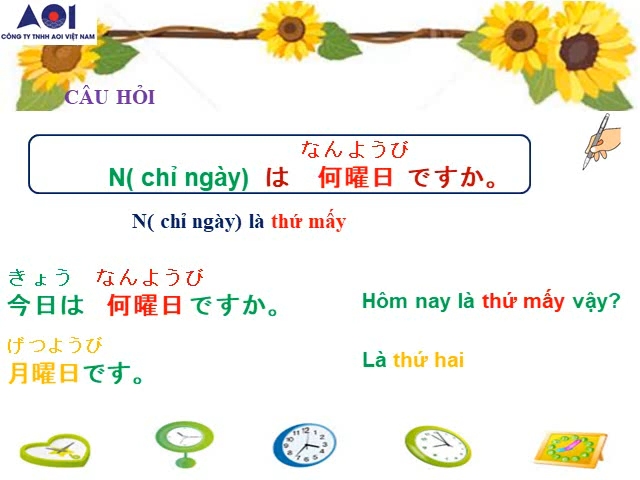 AOI
CÔNG TY TNHH AOI VIỆT NAM
CÂU HỎI
なんようび
N( chỉ ngày) は 何曜日 ですか。
N( chỉ ngày) là thứ mấy
きょう なんようび
今日は 何曜日 ですか。
Hôm nay là thứ mấy vậy?
げつようび
月曜日です。
Là thứ hai